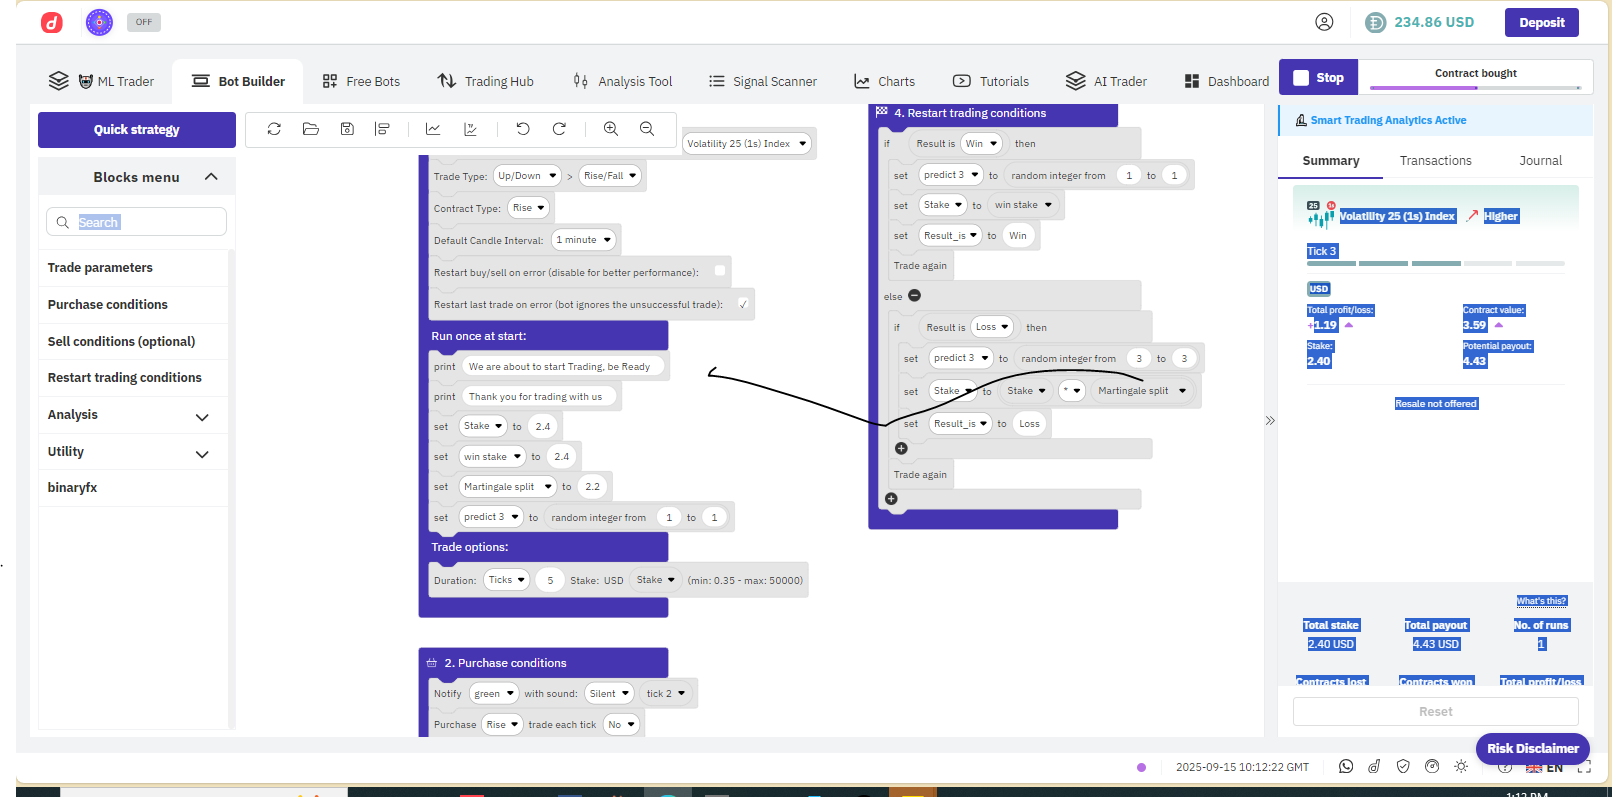 OFF
234.86 USD
Deposit
ML Trader
Bot Builder
Free Bots
Trading Hub
Analysis Tool
Signal Scanner
Charts
Tutorials
AI Trader
Dashboard
Stop
Contract bought
Quick strategy
Blocks menu
Search
Trade parameters
Purchase conditions
Sell conditions (optional)
Restart trading conditions
Analysis
Utility
binaryfx
Volatility 25 (1s) Index
Trade Type: Up/Down > Rise/Fall
Contract Type: Rise
Default Candle Interval: 1 minute
Restart buy/sell on error (disable for better performance):
Restart last trade on error (bot ignores the unsuccessful trade): ✓
Run once at start:
print We are about to start Trading, be Ready
print Thank you for trading with us
set Stake to 2.4
set win stake to 2.4
set Martingale split to 2.2
set predict 3 to random integer from 1 to 1
Trade options:
Duration: Ticks 5 Stake: USD Stake (min: 0.35 - max: 50000)
2. Purchase conditions
Notify green with sound: Silent tick 2
Purchase Rise trade each tick No
4. Restart trading conditions
if Result is Win then
set predict 3 to random integer from 1 to 1
set Stake to win stake
set Result_is to Win
Trade again
else
if Result is Loss then
set predict 3 to random integer from 3 to 3
set Stake to Stake * Martingale split
set Result_is to Loss
Trade again
Smart Trading Analytics Active
Summary
Transactions
Journal
25 1s
Volatility 25 (1s) Index
Higher
Tick 3
USD
Total profit/loss:
+1.19
Contract value:
3.59
Stake:
2.40
Potential payout:
4.43
Resale not offered
What's this?
Total stake
2.40 USD
Total payout
4.43 USD
No. of runs
1
Contracts lost
Contracts won
Total profit/loss
Reset
Risk Disclaimer
2025-09-15 10:12:22 GMT
EN